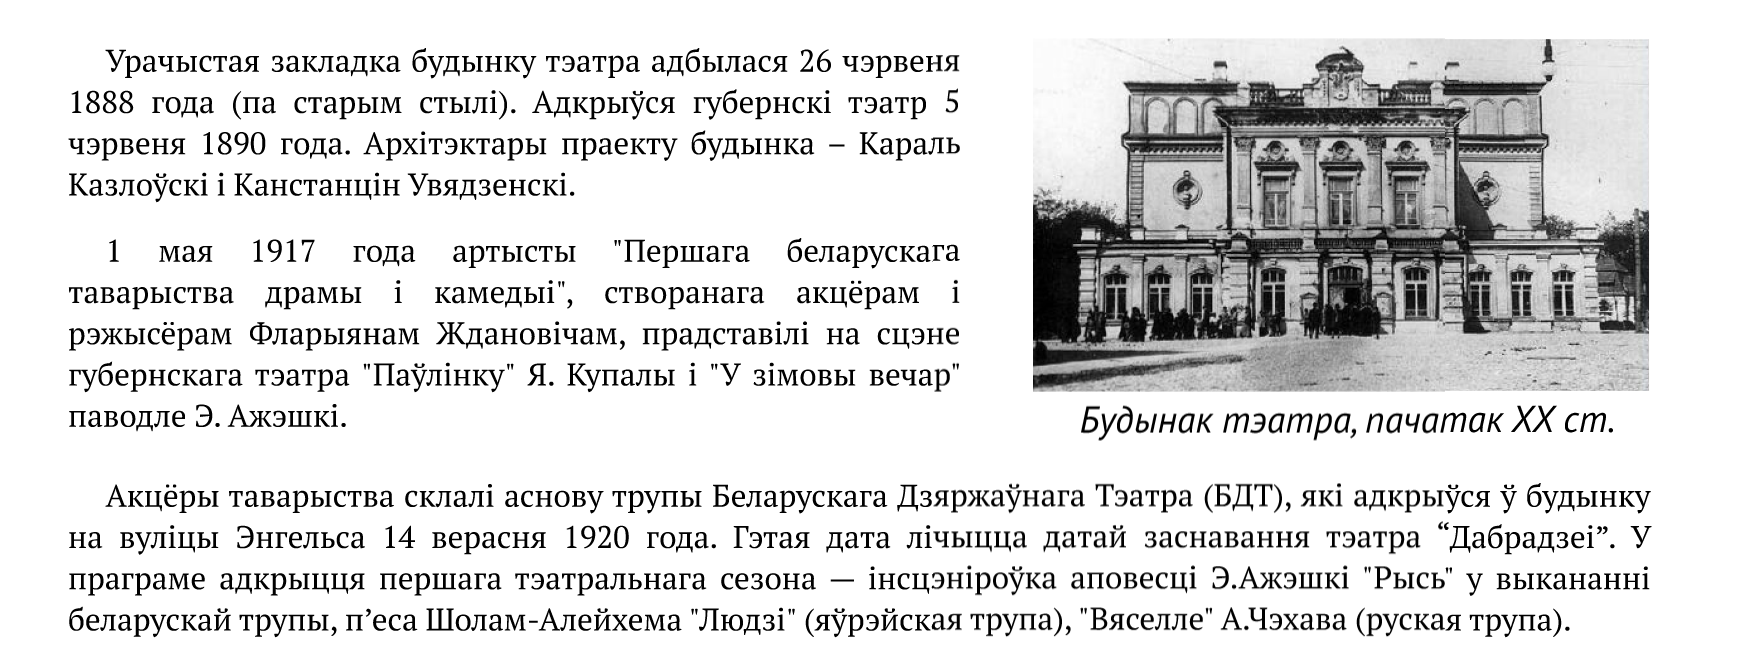 Урачыстая закладка будынку тэатра адбылася 26 чэрвеня
1888 года (па старым стылі). Адкрыўся губернскі тэатр 5
чэрвеня 1890 года. Архітэктары праекту будынка – Караль
Казлоўскі і Канстанцін Увядзенскі.
1 мая 1917 года артысты "Першага беларускага
таварыства драмы і камедыі", створанага акцёрам і
рэжысёрам Фларыянам Ждановічам, прадставілі на сцэне
губернскага тэатра "Паўлінку" Я. Купалы і "У зімовы вечар"
паводле Э. Ажэшкі.
Будынак тэатра, пачатак XX ст.
Акцёры таварыства склалі аснову трупы Беларускага Дзяржаўнага Тэатра (БДТ), які адкрыўся ў будынку
на вуліцы Энгельса 14 верасня 1920 года. Гэтая дата лічыцца датай заснавання тэатра “Дабрадзеі”. У
праграме адкрыцця першага тэатральнага сезона — інсцэніроўка аповесці Э.Ажэшкі "Рысь" у выкананні
беларускай трупы, п’еса Шолам-Алейхема "Людзі" (яўрэйская трупа), "Вяселле" А.Чэхава (руская трупа).